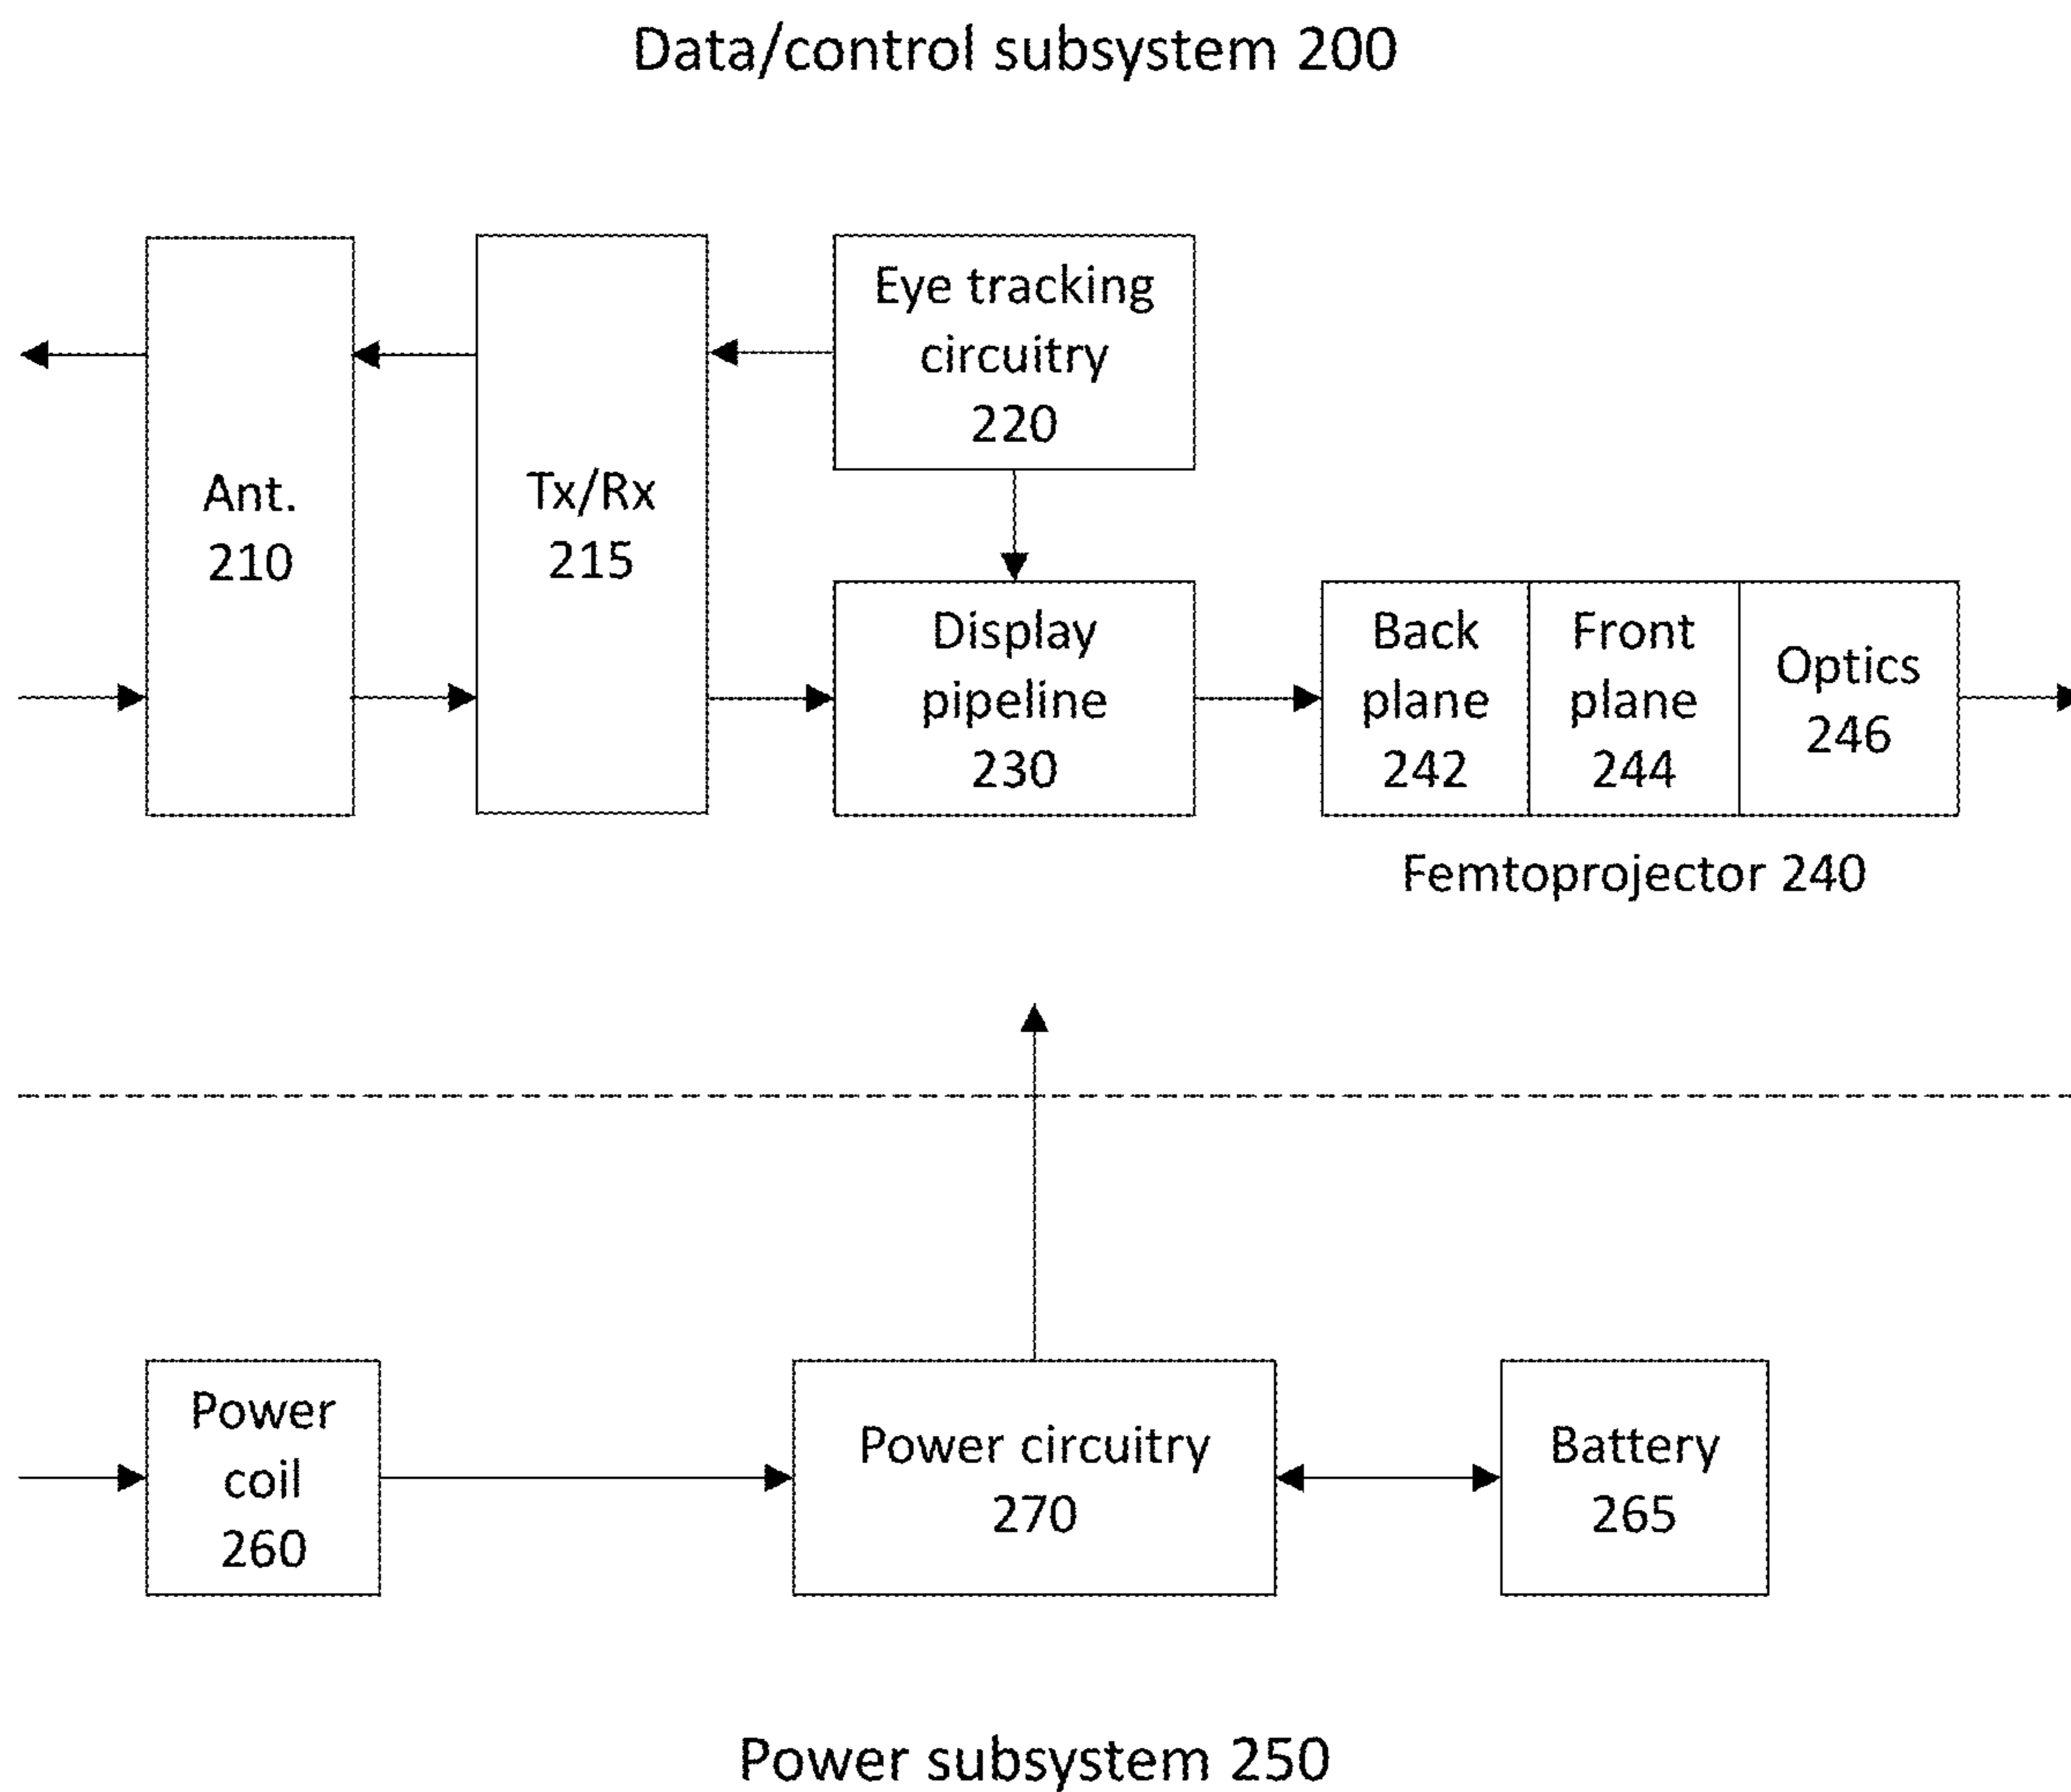 Data/control subsystem 200
Ant.
210
Tx/Rx
215
Eye tracking
circuitry
220
Display
pipeline
230
Back
plane
242
Front
plane
244
Optics
246
Femtoprojector 240
Power
coil
260
Power circuitry
270
Battery
265
Power subsystem 250